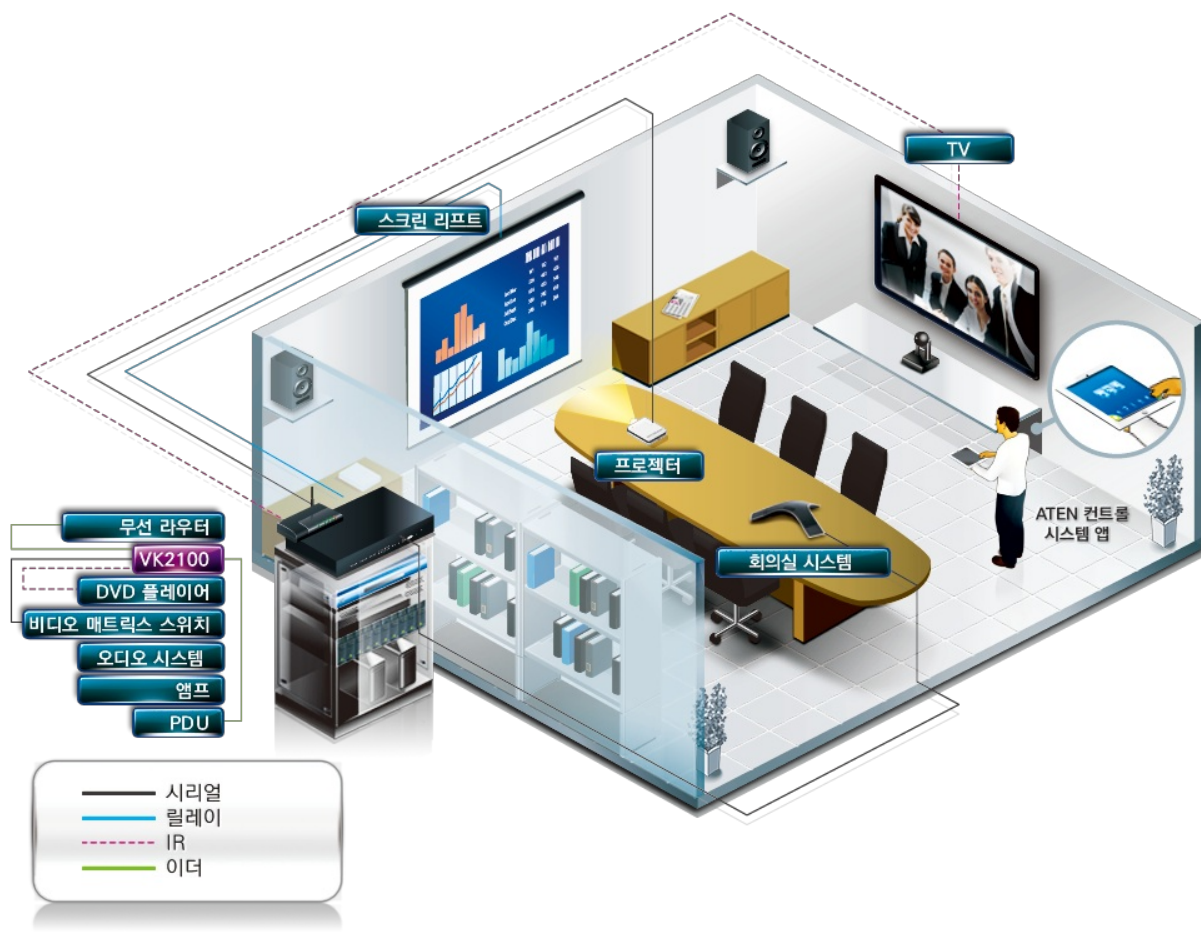 TV
스크린 리프트
프로젝터
ATEN 컨트롤
시스템 앱
회의실 시스템
무선 라우터
VK2100
DVD 플레이어
비디오 매트릭스 스위치
오디오 시스템
앰프
PDU
시리얼
릴레이
IR
이더